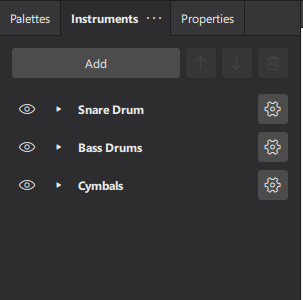 Palettes Instruments ··· Properties
Add
Snare Drum
Bass Drums
Cymbals